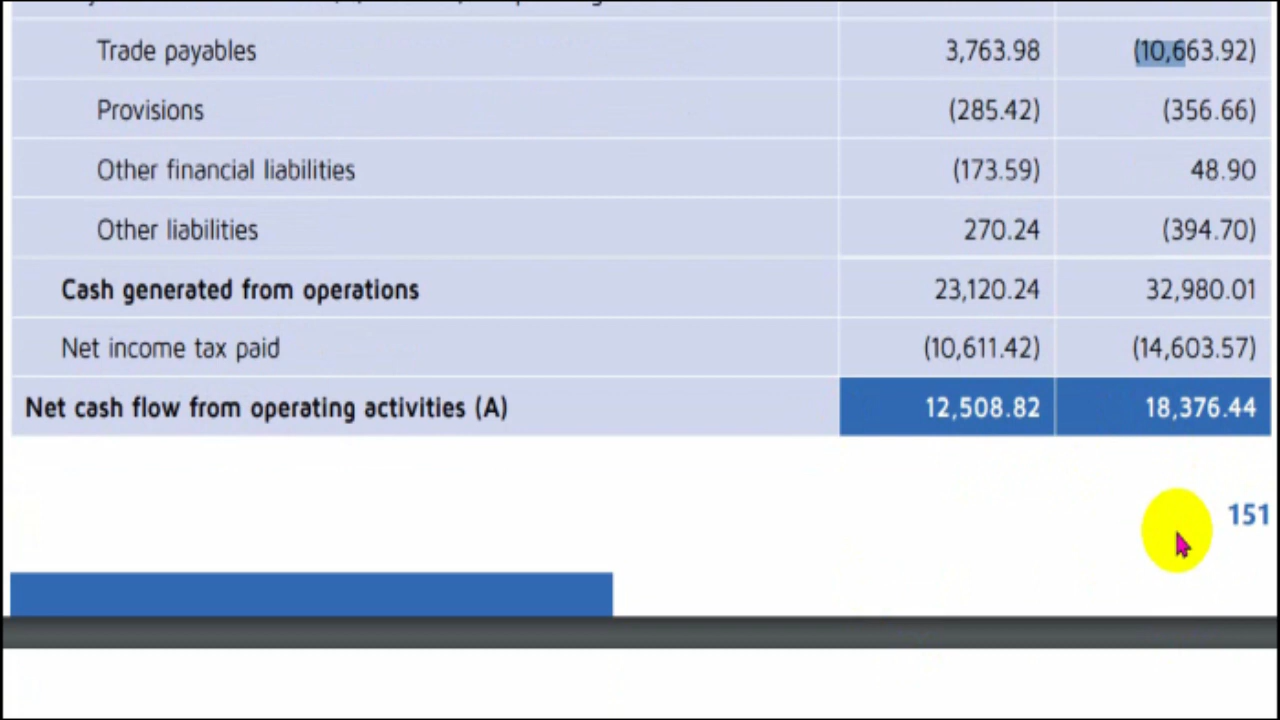 Trade payables 3,763.98 (10,663.92)
Provisions (285.42) (356.66)
Other financial liabilities (173.59) 48.90
Other liabilities 270.24 (394.70)
Cash generated from operations 23,120.24 32,980.01
Net income tax paid (10,611.42) (14,603.57)
Net cash flow from operating activities (A) 12,508.82 18,376.44
151